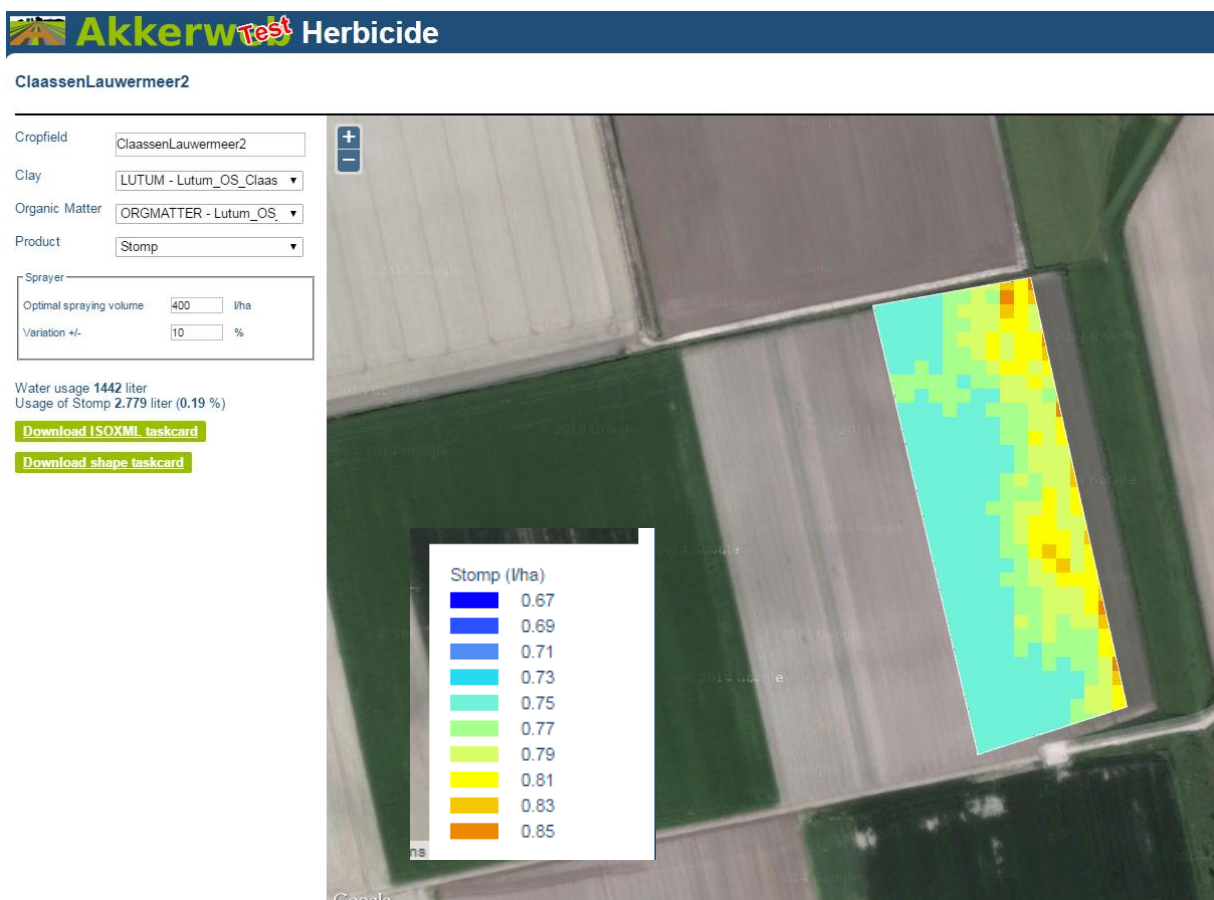 Akkerweb Test Herbicide
ClaassenLauwermeer2
Cropfield ClaassenLauwermeer2
Clay LUTUM - Lutum_OS_Claas
Organic Matter ORGMATTER - Lutum_OS_
Product Stomp
Sprayer
Optimal spraying volume 400 l/ha
Variation +/- 10 %
Water usage 1442 liter
Usage of Stomp 2.779 liter (0.19 %)
Download ISOXML taskcard
Download shape taskcard
+
−
Stomp (l/ha)
0.67
0.69
0.71
0.73
0.75
0.77
0.79
0.81
0.83
0.85
ns
Google